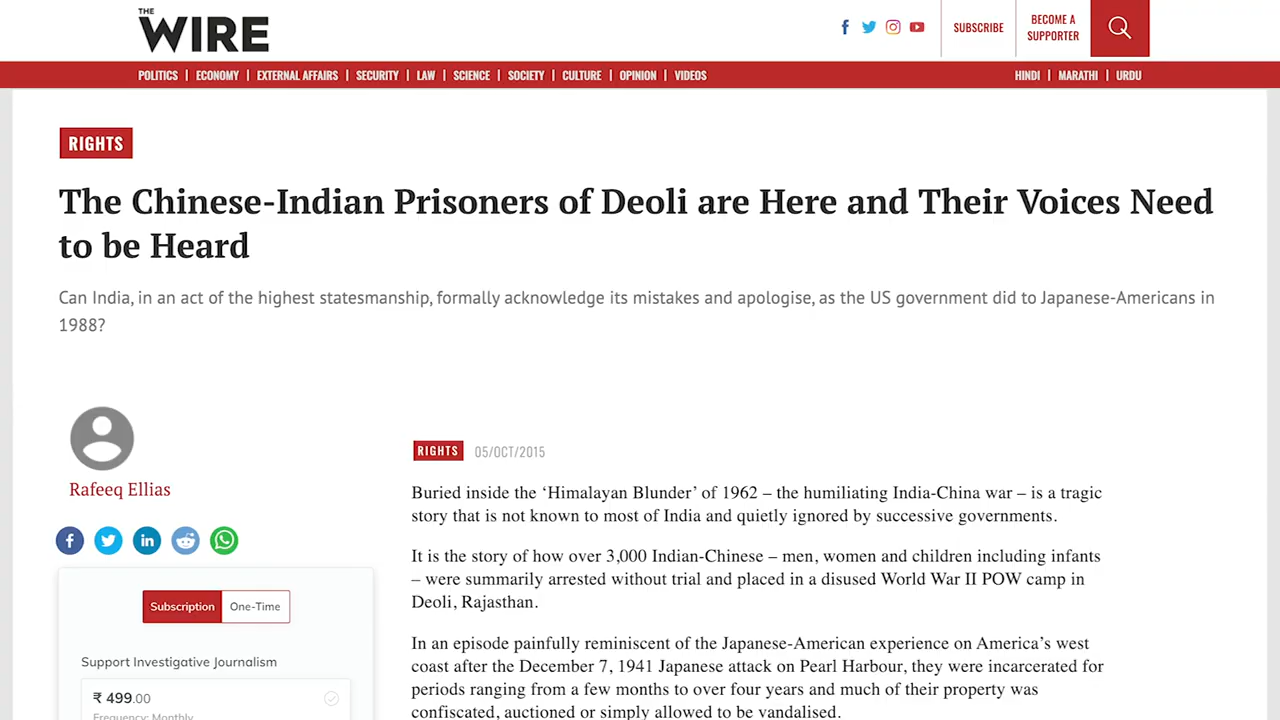 THE
WIRE
SUBSCRIBE
BECOME A
SUPPORTER
POLITICS | ECONOMY | EXTERNAL AFFAIRS | SECURITY | LAW | SCIENCE | SOCIETY | CULTURE | OPINION | VIDEOS
HINDI | MARATHI | URDU
RIGHTS
The Chinese-Indian Prisoners of Deoli are Here and Their Voices Need
to be Heard
Can India, in an act of the highest statesmanship, formally acknowledge its mistakes and apologise, as the US government did to Japanese-Americans in
1988?
Rafeeq Ellias
Subscription One-Time
Support Investigative Journalism
₹ 499.00
Frequency: Monthly
RIGHTS 05/OCT/2015
Buried inside the ‘Himalayan Blunder’ of 1962 – the humiliating India-China war – is a tragic
story that is not known to most of India and quietly ignored by successive governments.
It is the story of how over 3,000 Indian-Chinese – men, women and children including infants
– were summarily arrested without trial and placed in a disused World War II POW camp in
Deoli, Rajasthan.
In an episode painfully reminiscent of the Japanese-American experience on America’s west
coast after the December 7, 1941 Japanese attack on Pearl Harbour, they were incarcerated for
periods ranging from a few months to over four years and much of their property was
confiscated, auctioned or simply allowed to be vandalised.